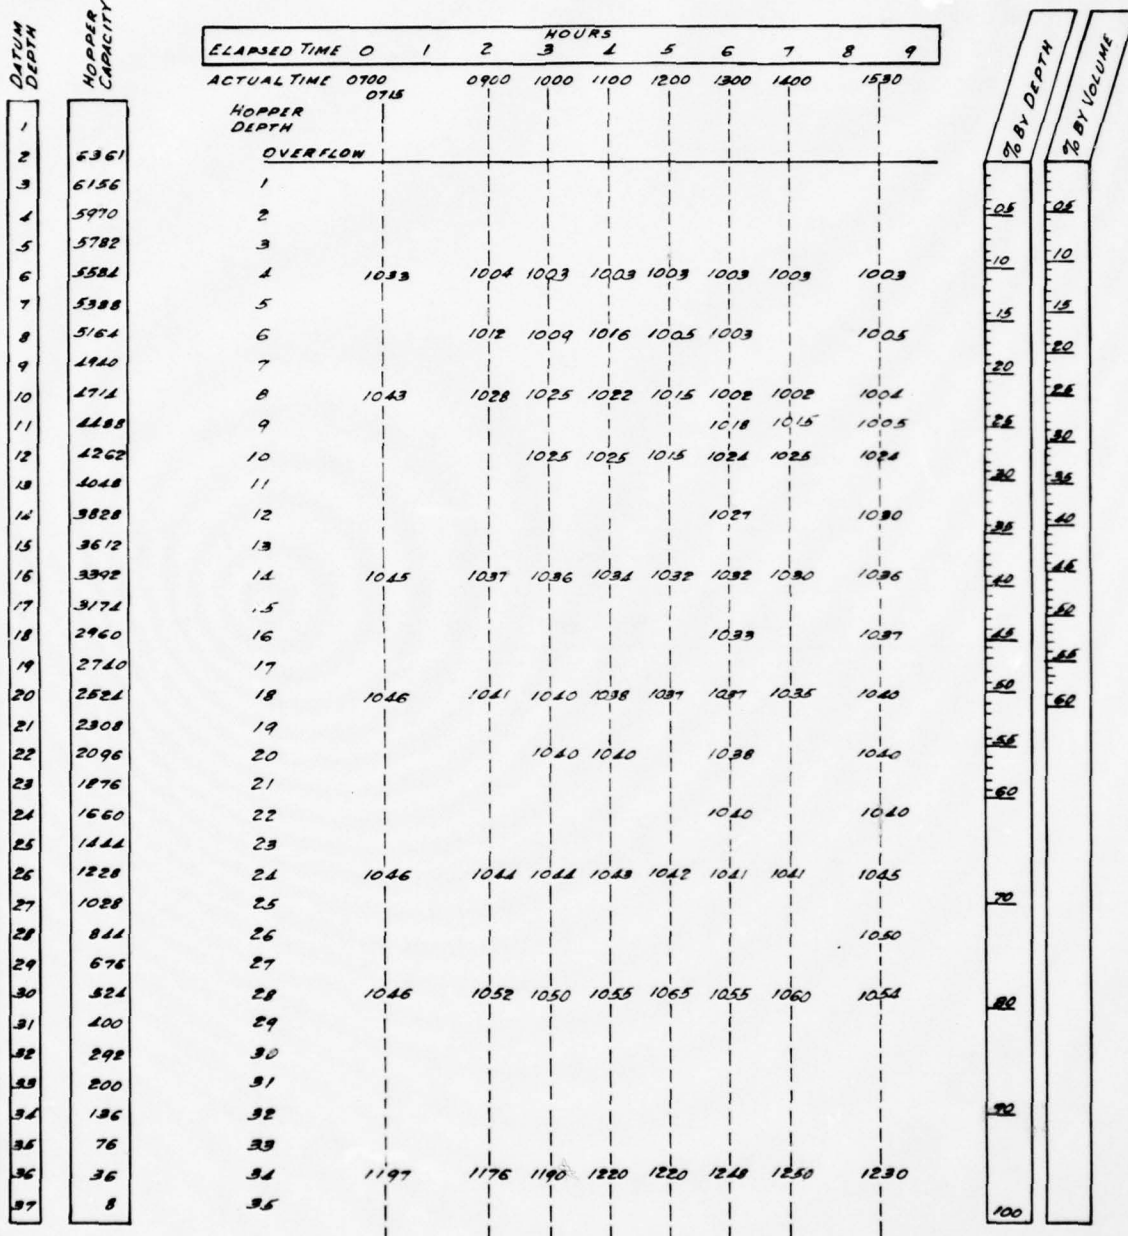 DATUM DEPTH
HOPPER CAPACITY
HOURS
ELAPSED TIME 0 1 2 3 4 5 6 7 8 9
ACTUAL TIME 0700 0900 1000 1100 1200 1300 1400 1530
0715
HOPPER
DEPTH
% BY DEPTH
% BY VOLUME
1
2 6361 OVERFLOW
3 6156 1
4 5970 2
05 05
5 5782 3
6 5584 4 1033 1004 1003 1003 1003 1003 1003 1003
10 10
7 5388 5
15 15
8 5164 6 1012 1009 1016 1005 1003 1005
20
9 4940 7
20
10 4714 8 1043 1028 1025 1022 1015 1002 1002 1004
25
11 4488 9 1018 1015 1005
25 30
12 4262 10 1025 1025 1015 1024 1025 1024
30 35
13 4048 11
14 3828 12 1027 1030
35 40
15 3612 13
16 3392 14 1045 1037 1036 1034 1032 1032 1030 1036
40 45
17 3174 15
50
18 2960 16 1033 1037
45
19 2740 17
55
20 2524 18 1046 1041 1040 1038 1037 1037 1035 1040
50 60
21 2308 19
22 2096 20 1040 1040 1038 1040
55
23 1876 21
60
24 1660 22 1040 1040
25 1444 23
26 1228 24 1046 1044 1044 1043 1042 1041 1041 1045
27 1028 25
70
28 844 26 1050
29 676 27
30 524 28 1046 1052 1050 1055 1065 1055 1060 1054
80
31 400 29
32 292 30
33 200 31
34 136 32
90
35 76 33
36 36 34 1197 1176 1190 1220 1220 1248 1250 1230
37 8 35
100